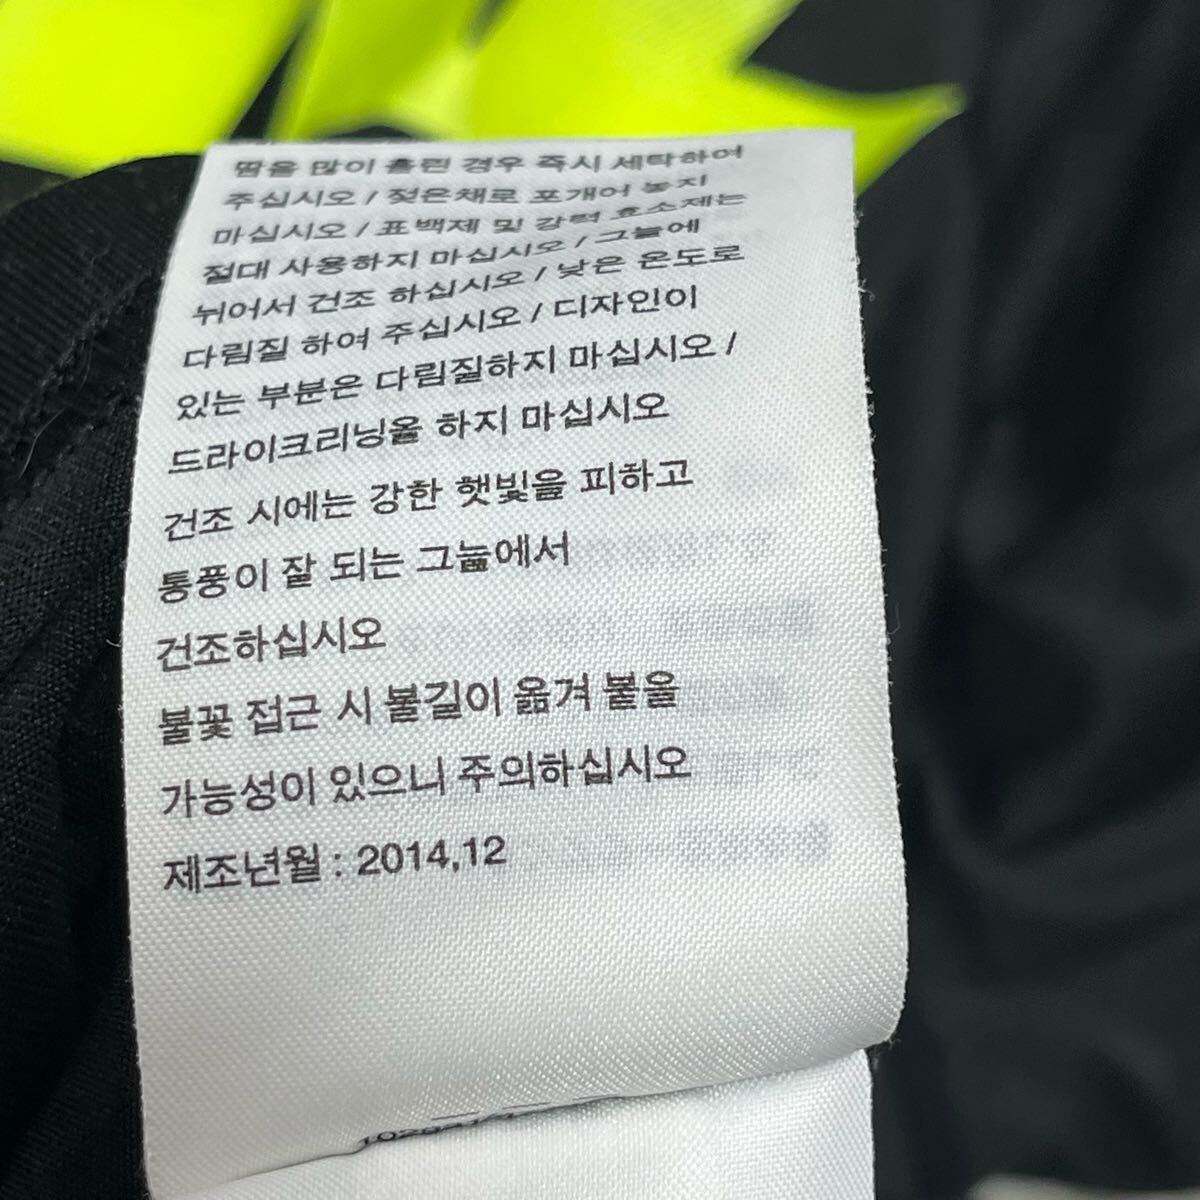 땀을 많이 흘린 경우 즉시 세탁하여
주십시오 / 젖은채로 포개어 놓지
마십시오 / 표백제 및 강력 효소제는
절대 사용하지 마십시오 / 그늘에
뉘어서 건조 하십시오 / 낮은 온도로
다림질 하여 주십시오 / 디자인이
있는 부분은 다림질하지 마십시오 /
드라이크리닝올 하지 마십시오
건조 시에는 강한 햇빛을 피하고
통풍이 잘 되는 그늟에서
건조하십시오
불꽃 접근 시 불길이 옮겨 붙을
가능성이 있으니 주의하십시오
제조년월 : 2014,12